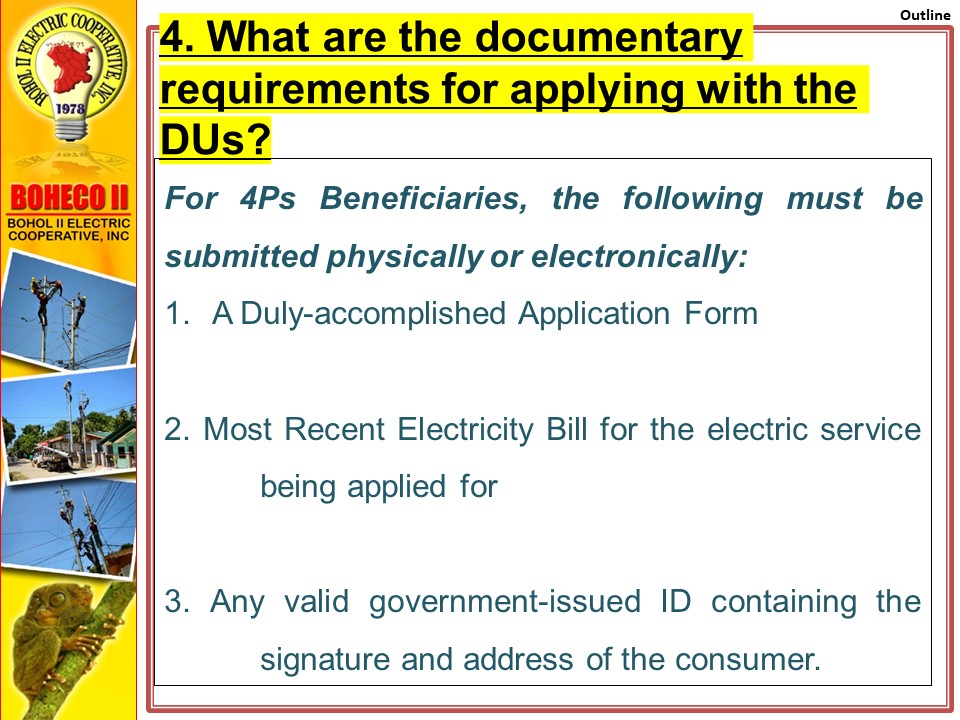 Outline
4. What are the documentary
requirements for applying with the
DUs?
For 4Ps Beneficiaries, the following must be
submitted physically or electronically:
1. A Duly-accomplished Application Form
2. Most Recent Electricity Bill for the electric service
being applied for
3. Any valid government-issued ID containing the
signature and address of the consumer.
BOHOL II ELECTRIC COOPERATIVE, INC.
1978
BOHECO II
BOHOL II ELECTRIC
COOPERATIVE, INC